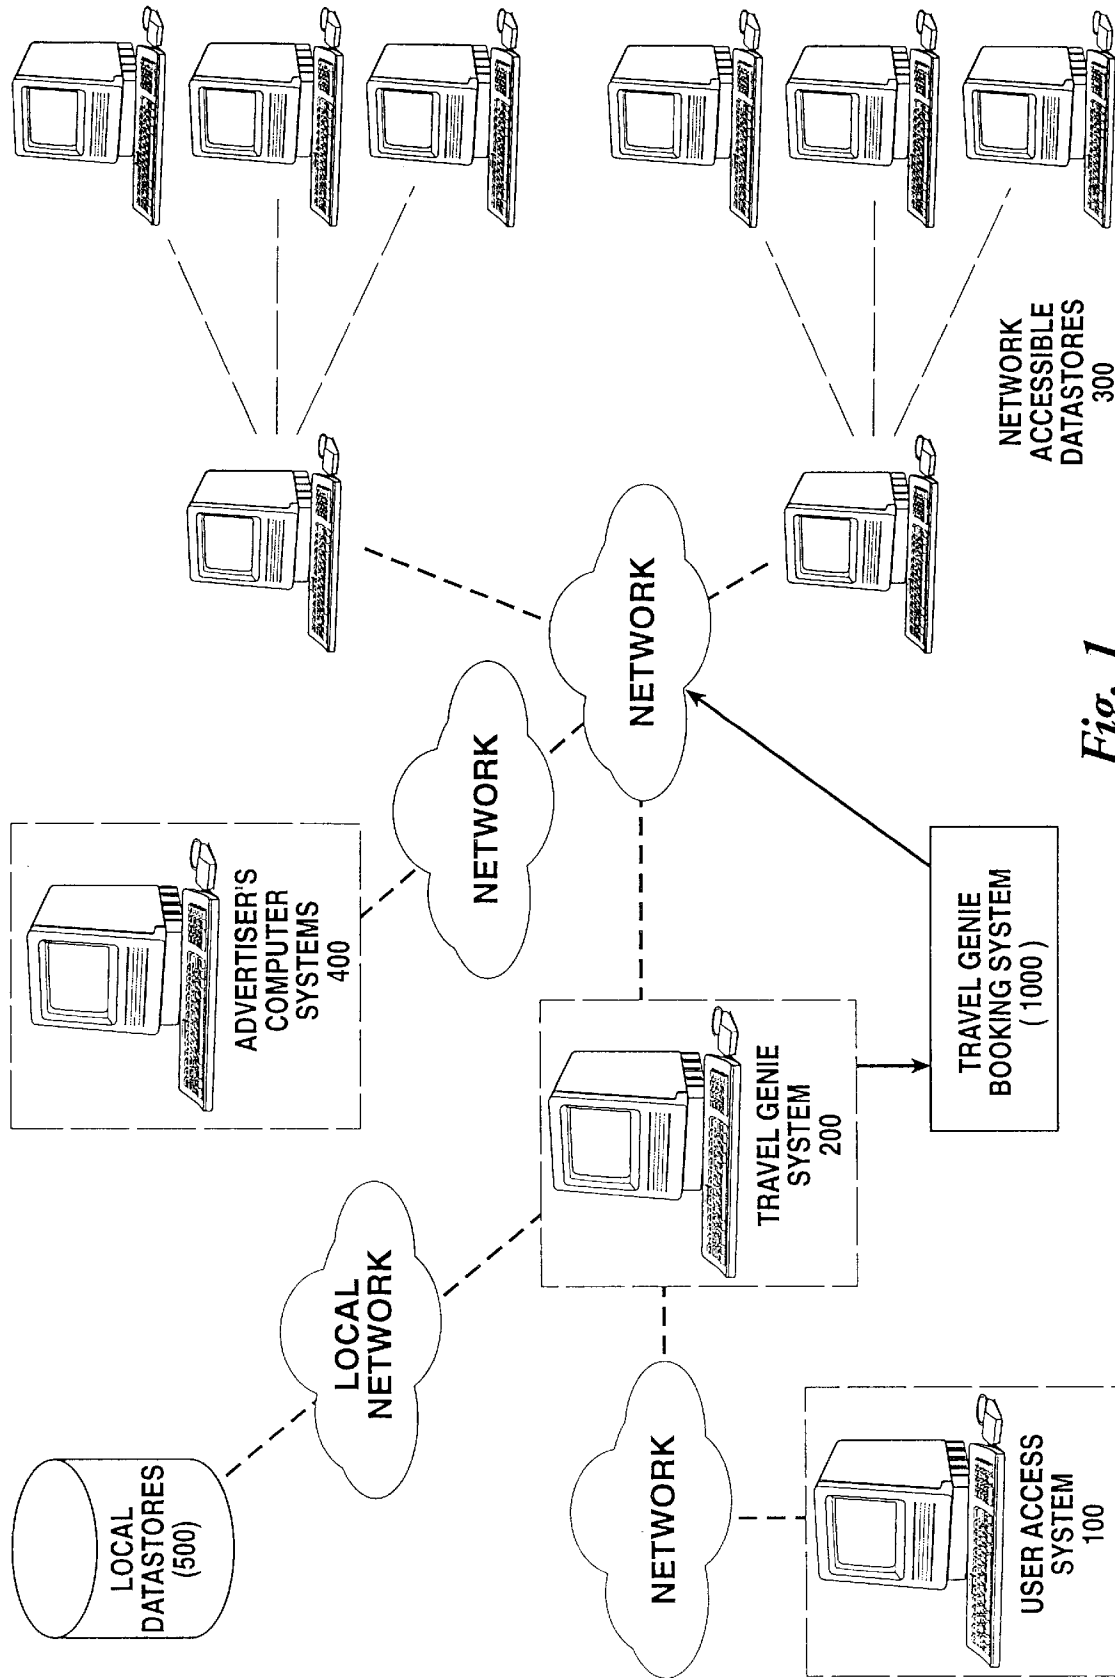 LOCAL
DATASTORES
(500)
LOCAL
NETWORK
ADVERTISER'S
COMPUTER
SYSTEMS
400
NETWORK
NETWORK
NETWORK
TRAVEL GENIE
SYSTEM
200
USER ACCESS
SYSTEM
100
TRAVEL GENIE
BOOKING SYSTEM
( 1000 )
NETWORK
ACCESSIBLE
DATASTORES
300
Fig. 1